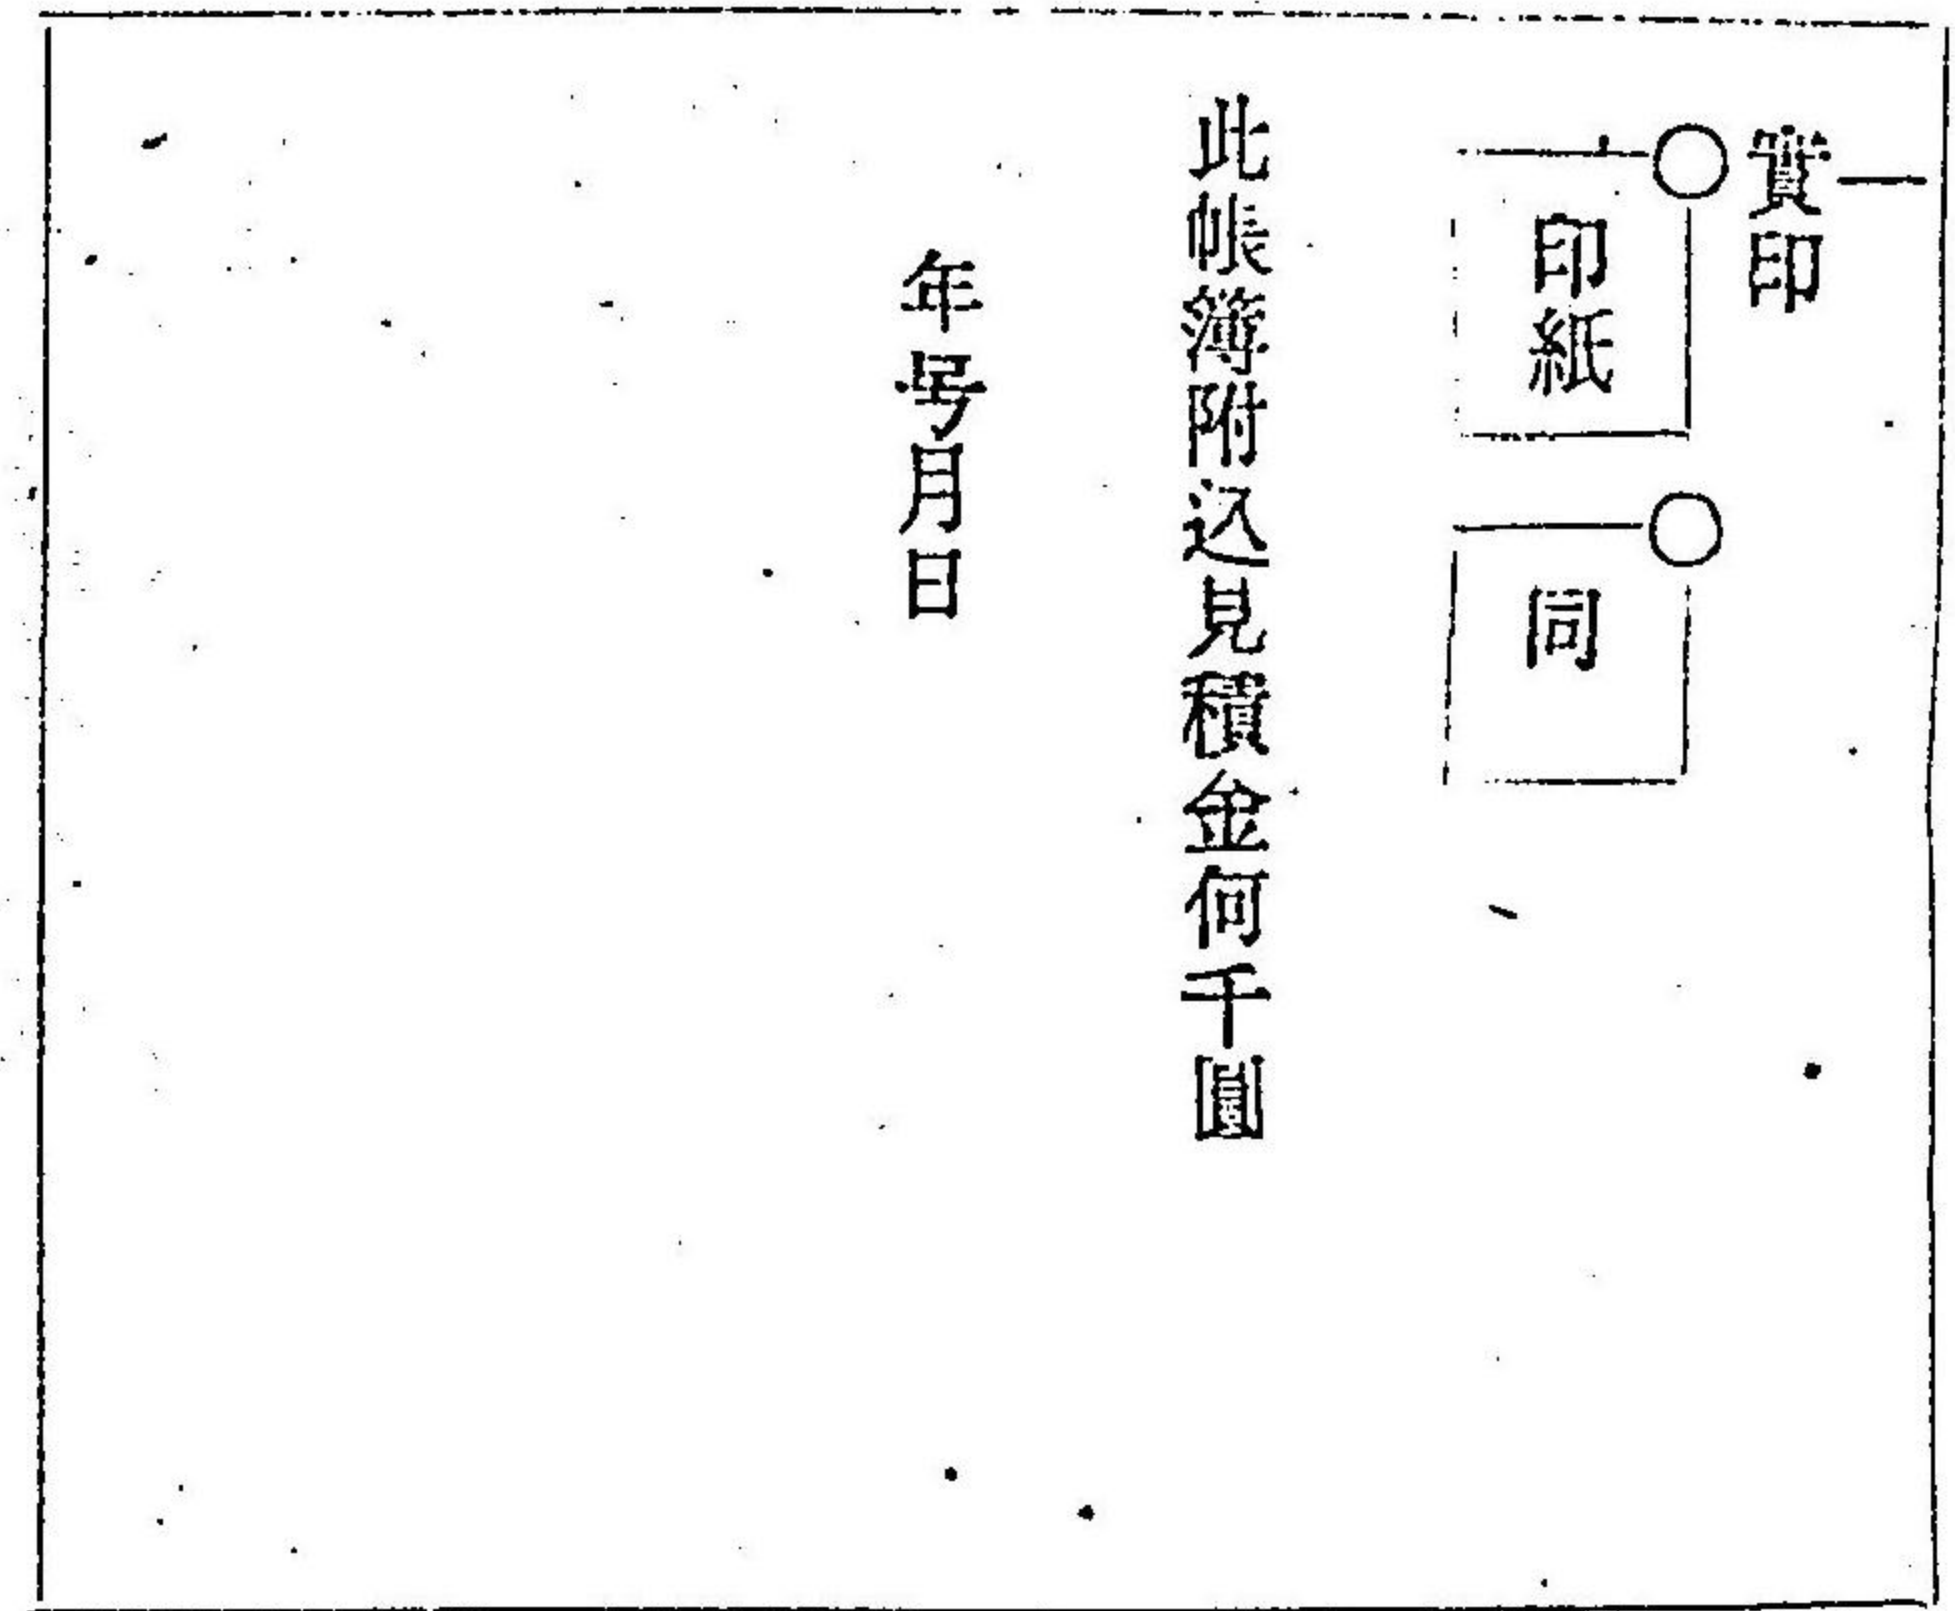 實印
印紙
同
此帳簿附込見積金何千圓
年号月日